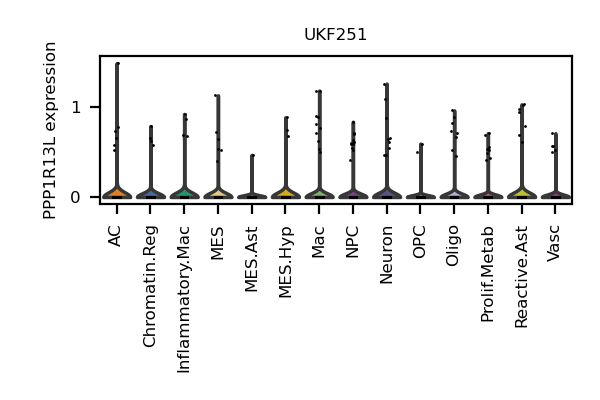 UKF251
PPP1R13L expression
1
0
AC
Chromatin.Reg
Inflammatory.Mac
MES
MES.Ast
MES.Hyp
Mac
NPC
Neuron
OPC
Oligo
Prolif.Metab
Reactive.Ast
Vasc